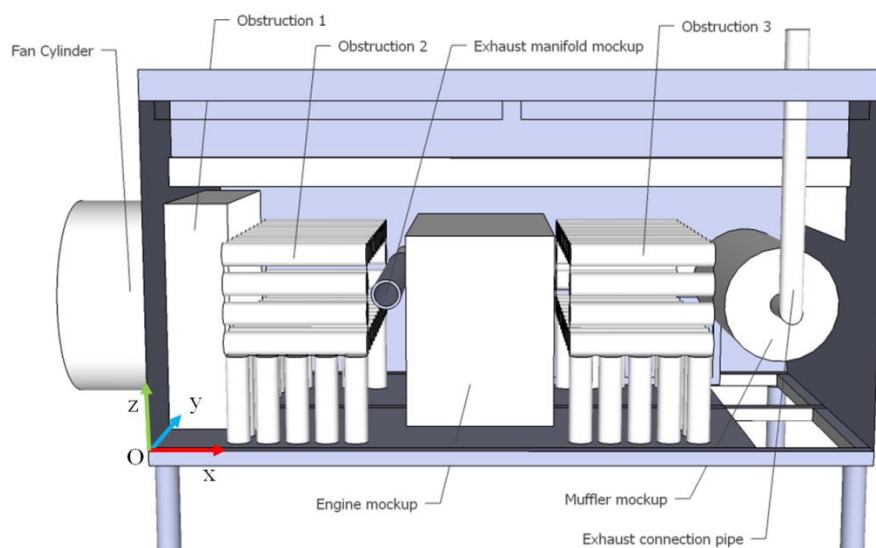 Obstruction 1
Fan Cylinder
Obstruction 2
Exhaust manifold mockup
Obstruction 3
z
y
O
x
Engine mockup
Muffler mockup
Exhaust connection pipe